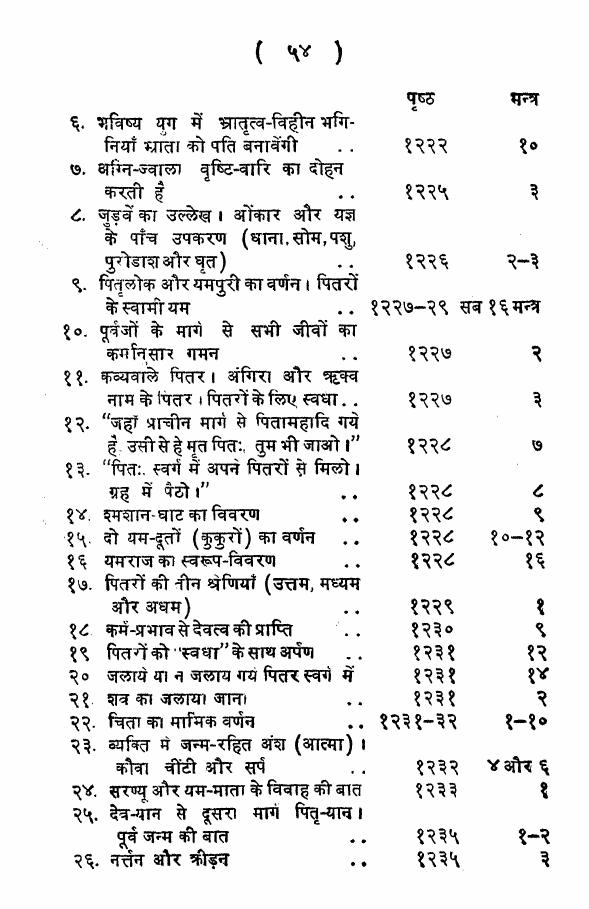 ( ५४ )
पृष्ठ मन्त्र
६. भविष्य युग में भ्रातृत्व-विहीन भगि-
नियाँ भ्राता को पति बनावेंगी .. १२२२ १०
७. अग्नि-ज्वाला वृष्टि-वारि का दोहन
करती है .. १२२५ ३
८. जुड़वें का उल्लेख। ओंकार और यज्ञ
के पाँच उपकरण (धाना, सोम, पशु,
पुरोडाश और घृत) .. १२२६ २-३
९. पितृलोक और यमपुरी का वर्णन। पितरों
के स्वामी यम .. १२२७-२९ सब १६ मन्त्र
१०. पूर्वजों के मार्ग से सभी जीवों का
कर्मानुसार गमन .. १२२७ २
११. कव्यवाले पितर। अंगिरा और ऋक्व
नाम के पितर। पितरों के लिए स्वधा .. १२२७ ३
१२. "जहाँ प्राचीन मार्ग से पितामहादि गये
हैं, उसी से हे मृत पितः, तुम भी जाओ।" १२२८ ७
१३. "पितः, स्वर्ग में अपने पितरों से मिलो।
ग्रह में पैठो।" .. १२२८ ८
१४. श्मशान-घाट का विवरण .. १२२८ ९
१५. दो यम-दूतों (कुकुरों) का वर्णन .. १२२८ १०-१२
१६ यमराज का स्वरूप-विवरण .. १२२८ १६
१७. पितरों की तीन श्रेणियाँ (उत्तम, मध्यम
और अधम) .. १२२९ १
१८. कर्म-प्रभाव से देवत्व की प्राप्ति .. १२३० ९
१९ पितरों को "स्वधा" के साथ अर्पण .. १२३१ १२
२० जलाये या न जलाये गये पितर स्वर्ग में १२३१ १४
२१. शव का जलाया जाना .. १२३१ २
२२. चिता का मार्मिक वर्णन .. १२३१-३२ १-१०
२३. व्यक्ति में जन्म-रहित अंश (आत्मा)।
कौवा चींटी और सर्प .. १२३२ ४ और ६
२४. सरण्यू और यम-माता के विवाह की बात १२३३ १
२५. देव-यान से दूसरा मार्ग पितृ-यान।
पूर्व जन्म की बात .. १२३५ १-२
२६. नर्त्तन और क्रीड़न .. १२३५ ३